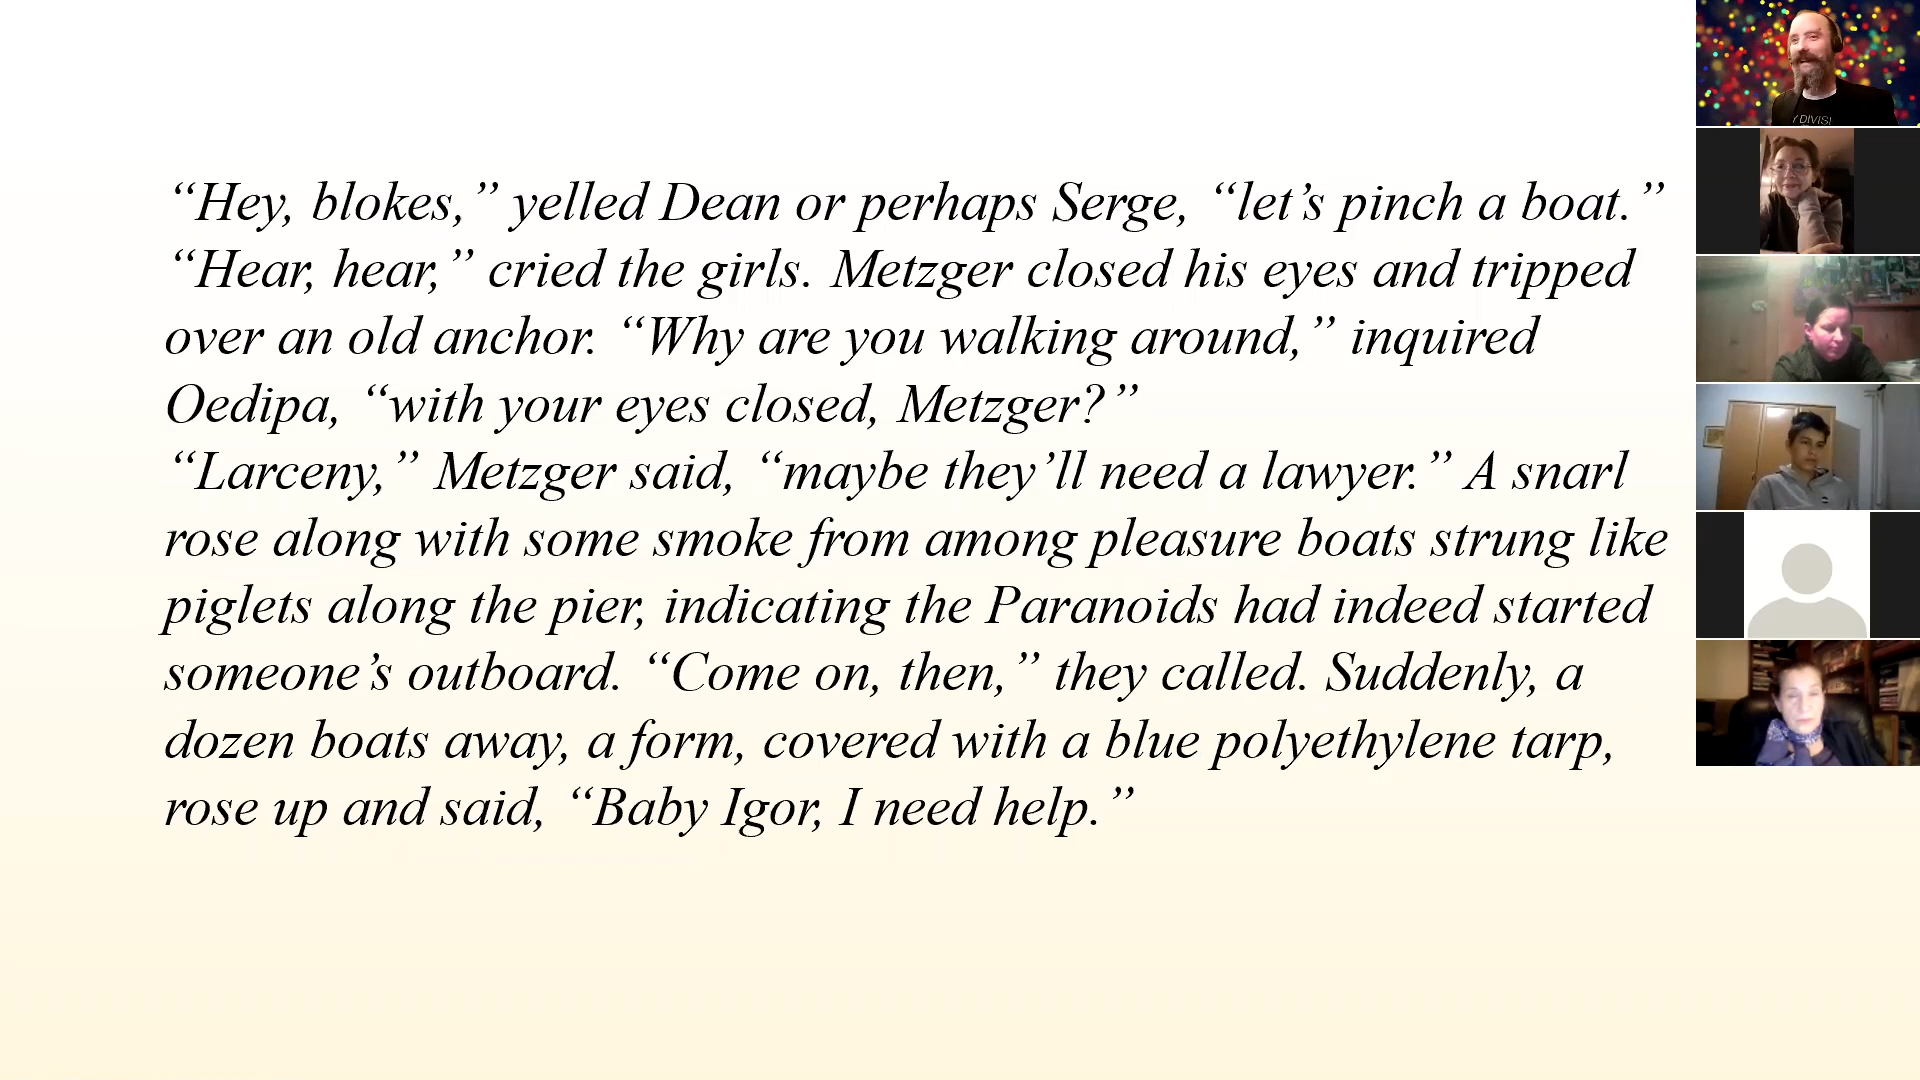 “Hey, blokes,” yelled Dean or perhaps Serge, “let’s pinch a boat.”
“Hear, hear,” cried the girls. Metzger closed his eyes and tripped
over an old anchor. “Why are you walking around,” inquired
Oedipa, “with your eyes closed, Metzger?”
“Larceny,” Metzger said, “maybe they’ll need a lawyer.” A snarl
rose along with some smoke from among pleasure boats strung like
piglets along the pier, indicating the Paranoids had indeed started
someone’s outboard. “Come on, then,” they called. Suddenly, a
dozen boats away, a form, covered with a blue polyethylene tarp,
rose up and said, “Baby Igor, I need help.”
Y DIVISI